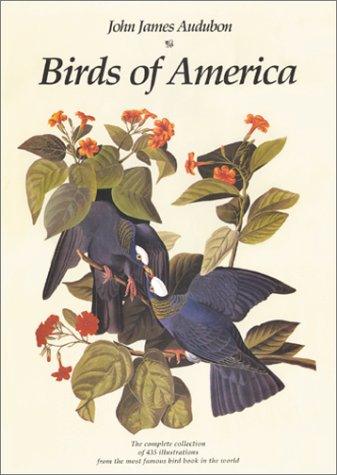 John James Audubon
Birds of America
The complete collection
of 435 illustrations
from the most famous bird book in the world